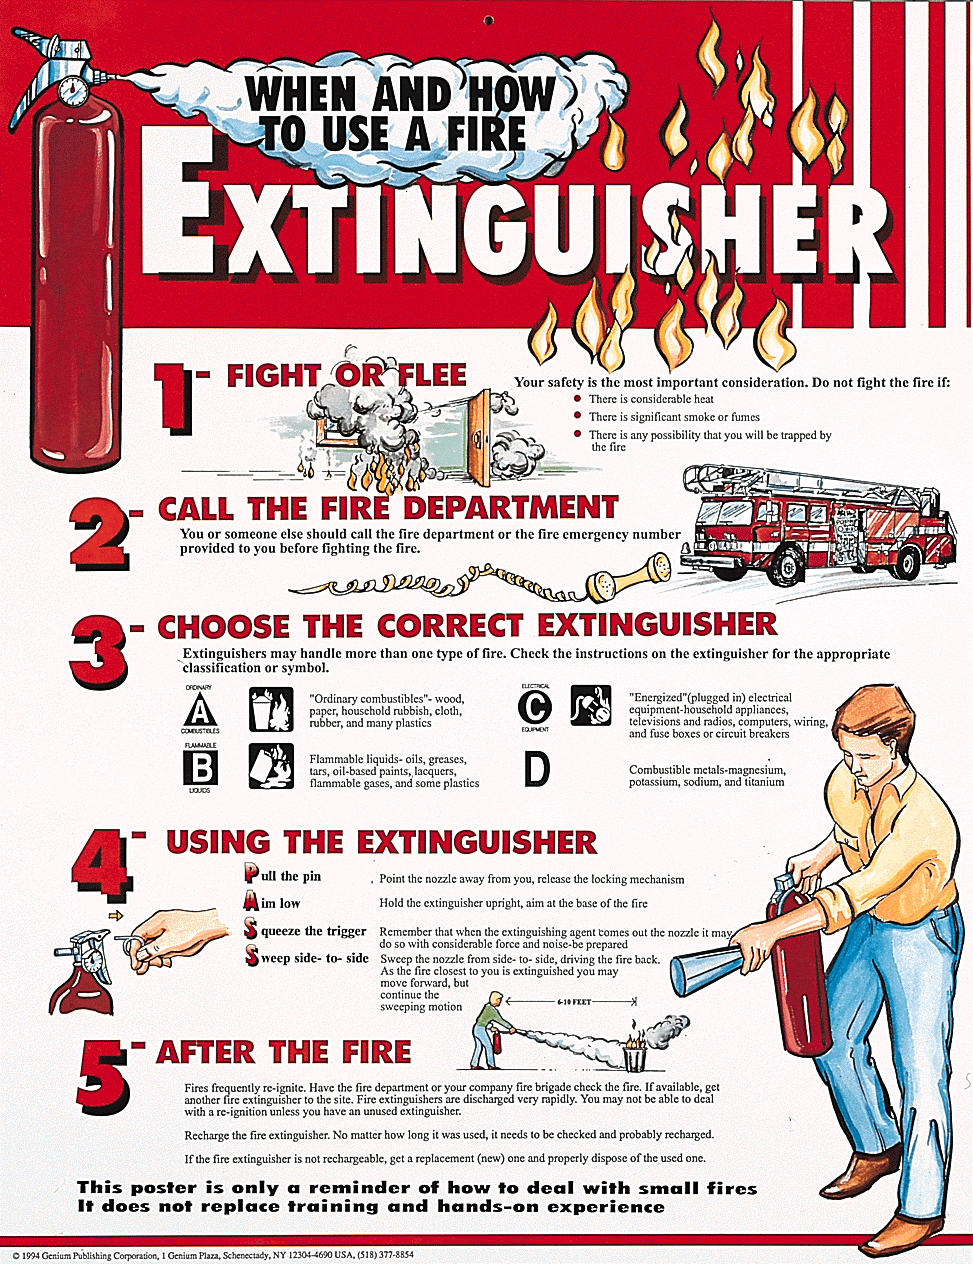 WHEN AND HOW
TO USE A FIRE
EXTINGUISHER
1- FIGHT OR FLEE
Your safety is the most important consideration. Do not fight the fire if:
There is considerable heat
There is significant smoke or fumes
There is any possibility that you will be trapped by
the fire
2- CALL THE FIRE DEPARTMENT
You or someone else should call the fire department or the fire emergency number
provided to you before fighting the fire.
3- CHOOSE THE CORRECT EXTINGUISHER
Extinguishers may handle more than one type of fire. Check the instructions on the extinguisher for the appropriate
classification or symbol.
ORDINARY
A
COMBUSTIBLES
"Ordinary combustibles"- wood,
paper, household rubbish, cloth,
rubber, and many plastics
ELECTRICAL
C
EQUIPMENT
"Energized"(plugged in) electrical
equipment-household appliances,
televisions and radios, computers, wiring,
and fuse boxes or circuit breakers
FLAMMABLE
B
LIQUIDS
Flammable liquids- oils, greases,
tars, oil-based paints, lacquers,
flammable gases, and some plastics
D
Combustible metals-magnesium,
potassium, sodium, and titanium
4- USING THE EXTINGUISHER
Pull the pin
Point the nozzle away from you, release the locking mechanism
Aim low
Hold the extinguisher upright, aim at the base of the fire
Squeeze the trigger
Remember that when the extinguishing agent comes out the nozzle it may
do so with considerable force and noise-be prepared
Sweep side- to- side
Sweep the nozzle from side- to- side, driving the fire back.
As the fire closest to you is extinguished you may
move forward, but
continue the
sweeping motion
6-10 FEET
5- AFTER THE FIRE
Fires frequently re-ignite. Have the fire department or your company fire brigade check the fire. If available, get
another fire extinguisher to the site. Fire extinguishers are discharged very rapidly. You may not be able to deal
with a re-ignition unless you have an unused extinguisher.
Recharge the fire extinguisher. No matter how long it was used, it needs to be checked and probably recharged.
If the fire extinguisher is not rechargeable, get a replacement (new) one and properly dispose of the used one.
This poster is only a reminder of how to deal with small fires
It does not replace training and hands-on experience
© 1994 Genium Publishing Corporation, 1 Genium Plaza, Schenectady, NY 12304-4690 USA, (518) 377-8854